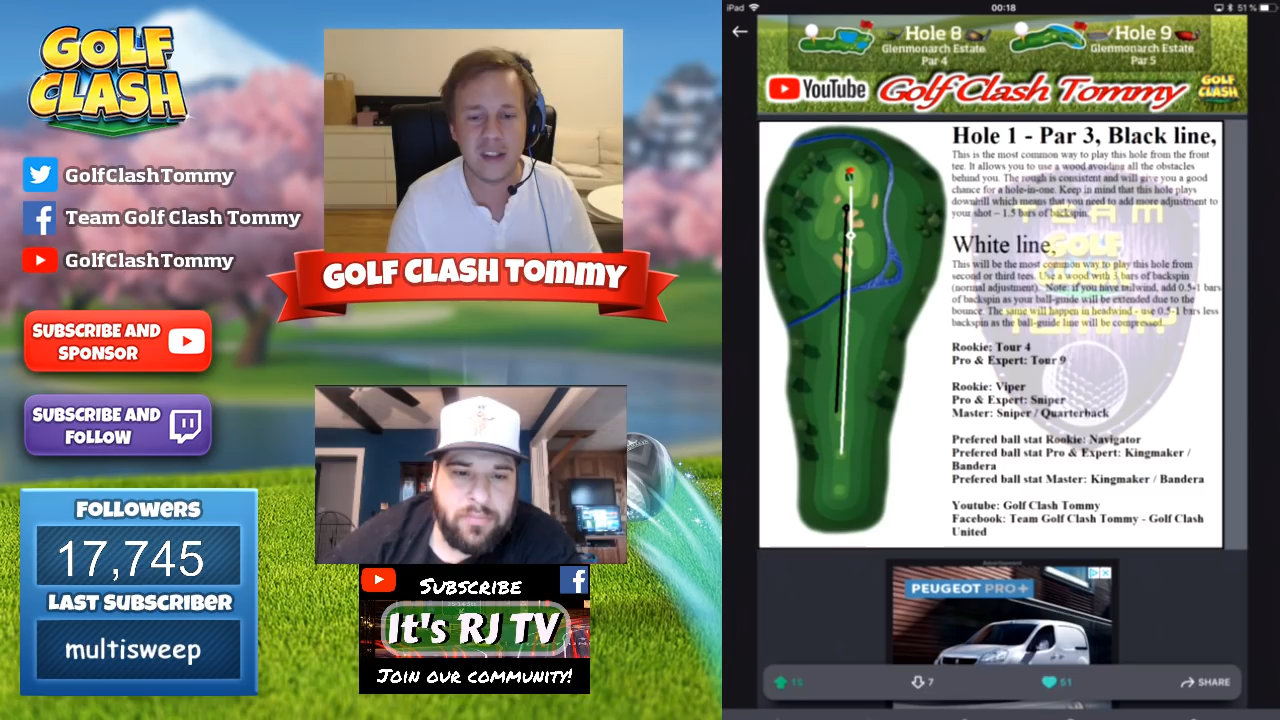 GOLF
CLASH
GolfClashTommy
Team Golf Clash Tommy
GolfClashTommy
SUBSCRIBE AND
SPONSOR
SUBSCRIBE AND
FOLLOW
FOLLOWERS
17,745
LAST SUBSCRIBER
multisweep
GOLF CLASH TOMMY
SUBSCRIBE
It's RJ TV
JOIN OUR COMMUNITY!
iPad
00:18
51 %
Hole 8
Glenmonarch Estate
Par 4
Hole 9
Glenmonarch Estate
Par 5
YouTube
Golf Clash Tommy
GOLF
CLASH
Hole 1 - Par 3, Black line,
This is the most common way to play this hole from the front
tee. It allows you to use a wood avoiding all the obstacles
behind you. The rough is consistent and will give you a good
chance for a hole-in-one. Keep in mind that this hole plays
downhill which means that you need to add more adjustment to
your shot – 1.5 bars of backspin.
White line,
This will be the most common way to play this hole from
second or third tees. Use a wood with 3 bars of backspin
(normal adjustment). Note: if you have tailwind, add 0.5-1 bars
of backspin as your ball-guide will be extended due to the
bounce. The same will happen in headwind - use 0.5-1 bars less
backspin as the ball-guide line will be compressed.
Rookie: Tour 4
Pro & Expert: Tour 9
Rookie: Viper
Pro & Expert: Sniper
Master: Sniper / Quarterback
Prefered ball stat Rookie: Navigator
Prefered ball stat Pro & Expert: Kingmaker /
Bandera
Prefered ball stat Master: Kingmaker / Bandera
Youtube: Golf Clash Tommy
Facebook: Team Golf Clash Tommy - Golf Clash
United
Advertisement
PEUGEOT PRO+
15
7
51
SHARE